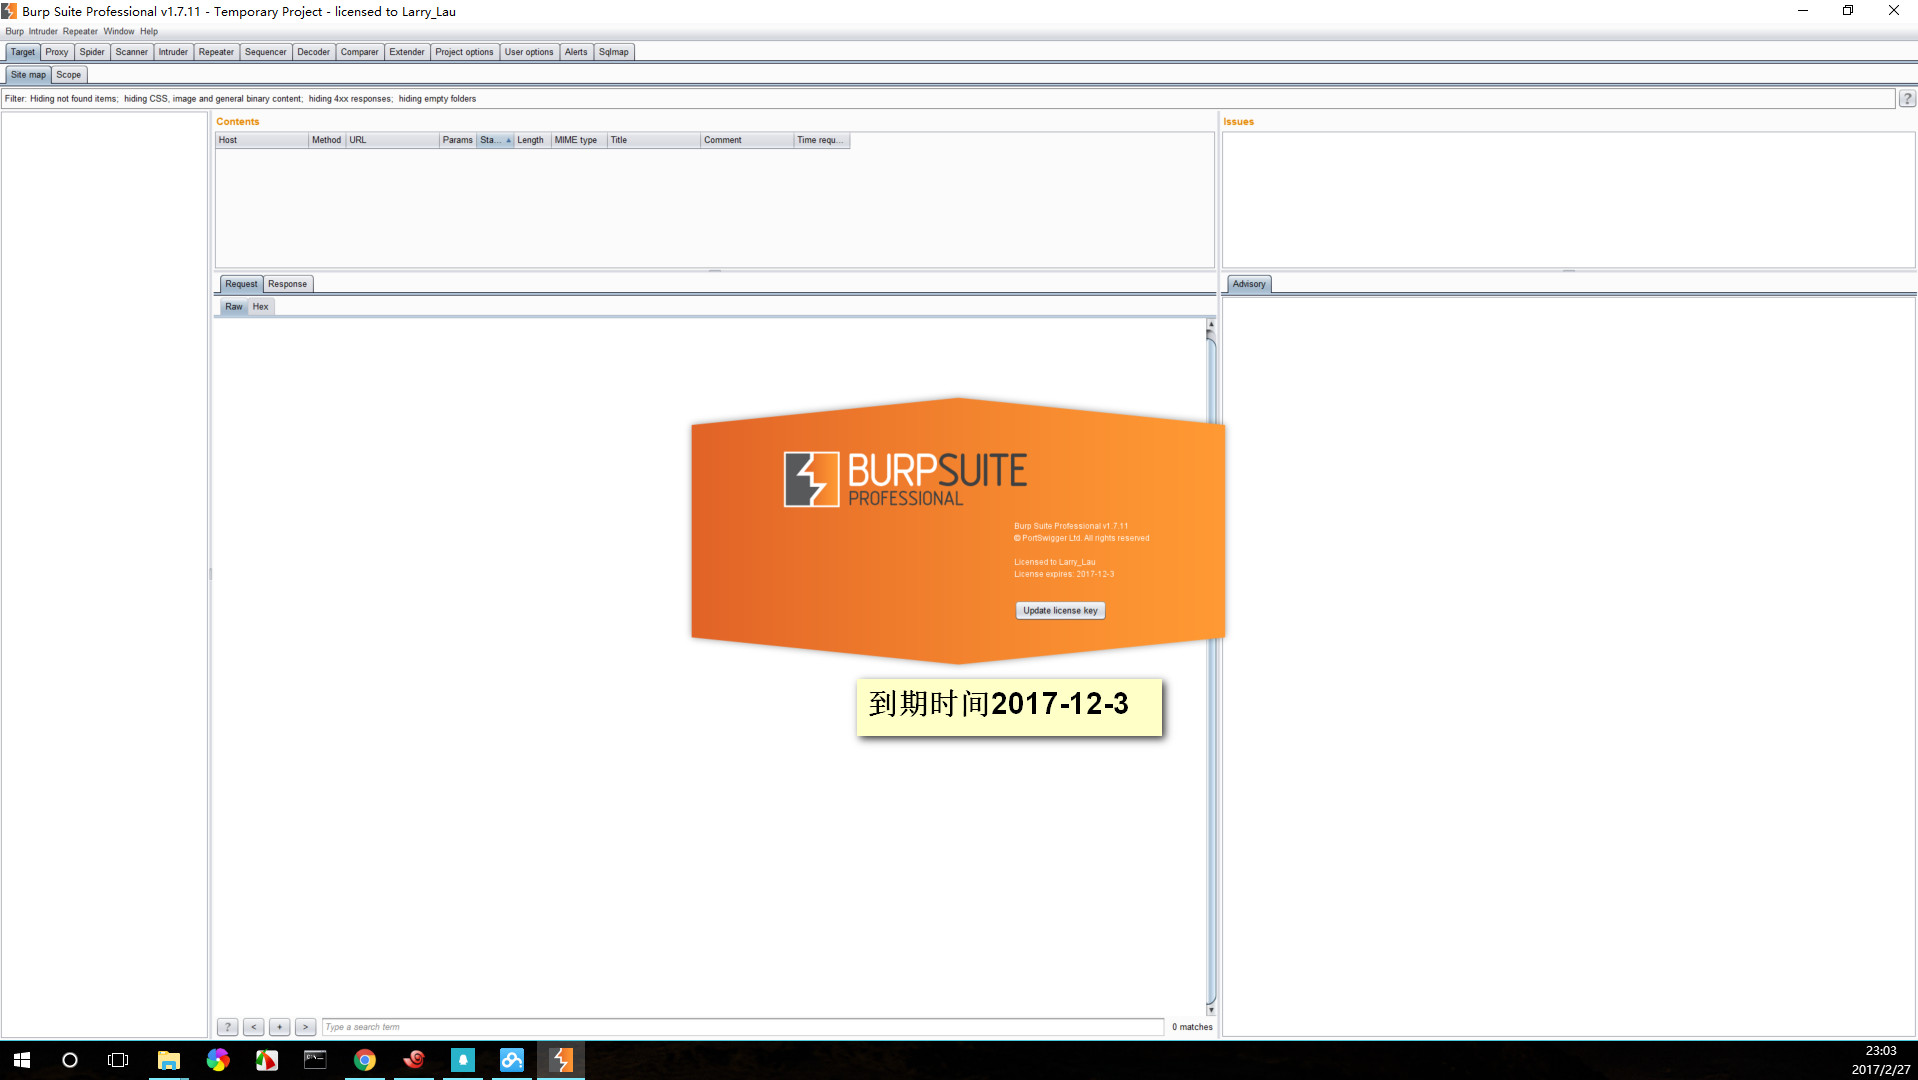 Burp Suite Professional v1.7.11 - Temporary Project - licensed to Larry_Lau
Burp Intruder Repeater Window Help
Target Proxy Spider Scanner Intruder Repeater Sequencer Decoder Comparer Extender Project options User options Alerts Sqlmap
Site map Scope
Filter: Hiding not found items; hiding CSS, image and general binary content; hiding 4xx responses; hiding empty folders
?
Contents
Issues
Host Method URL Params Sta... Length MIME type Title Comment Time requ...
Request Response
Advisory
Raw Hex
BURPSUITE
PROFESSIONAL
Burp Suite Professional v1.7.11
© PortSwigger Ltd. All rights reserved
Licensed to Larry_Lau
License expires: 2017-12-3
Update license key
到期时间2017-12-3
? < + > Type a search term 0 matches
23:03
2017/2/27